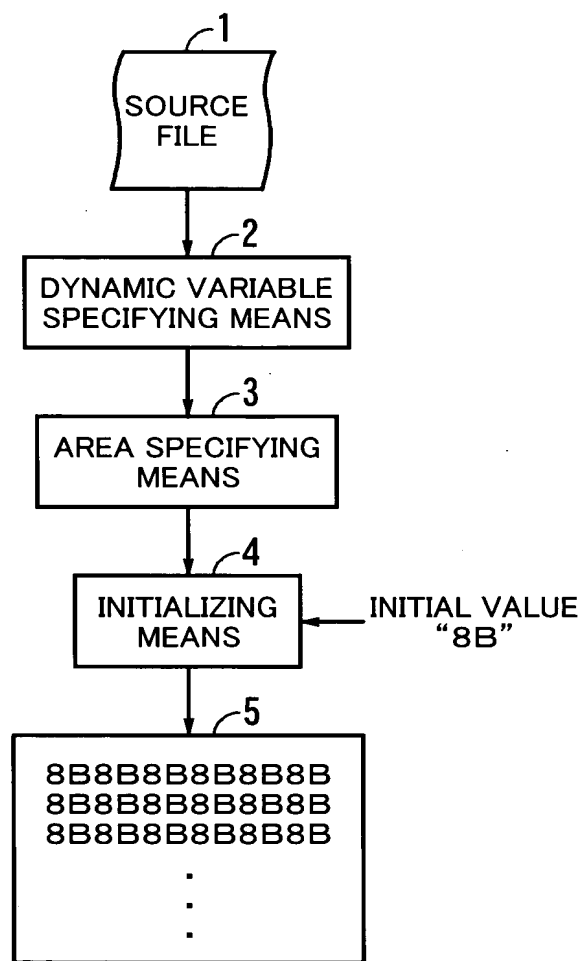 1
SOURCE
FILE
2
DYNAMIC VARIABLE
SPECIFYING MEANS
3
AREA SPECIFYING
MEANS
4
INITIALIZING
MEANS
INITIAL VALUE
“8B”
5
8B8B8B8B8B8B
8B8B8B8B8B8B
8B8B8B8B8B8B
.
.
.